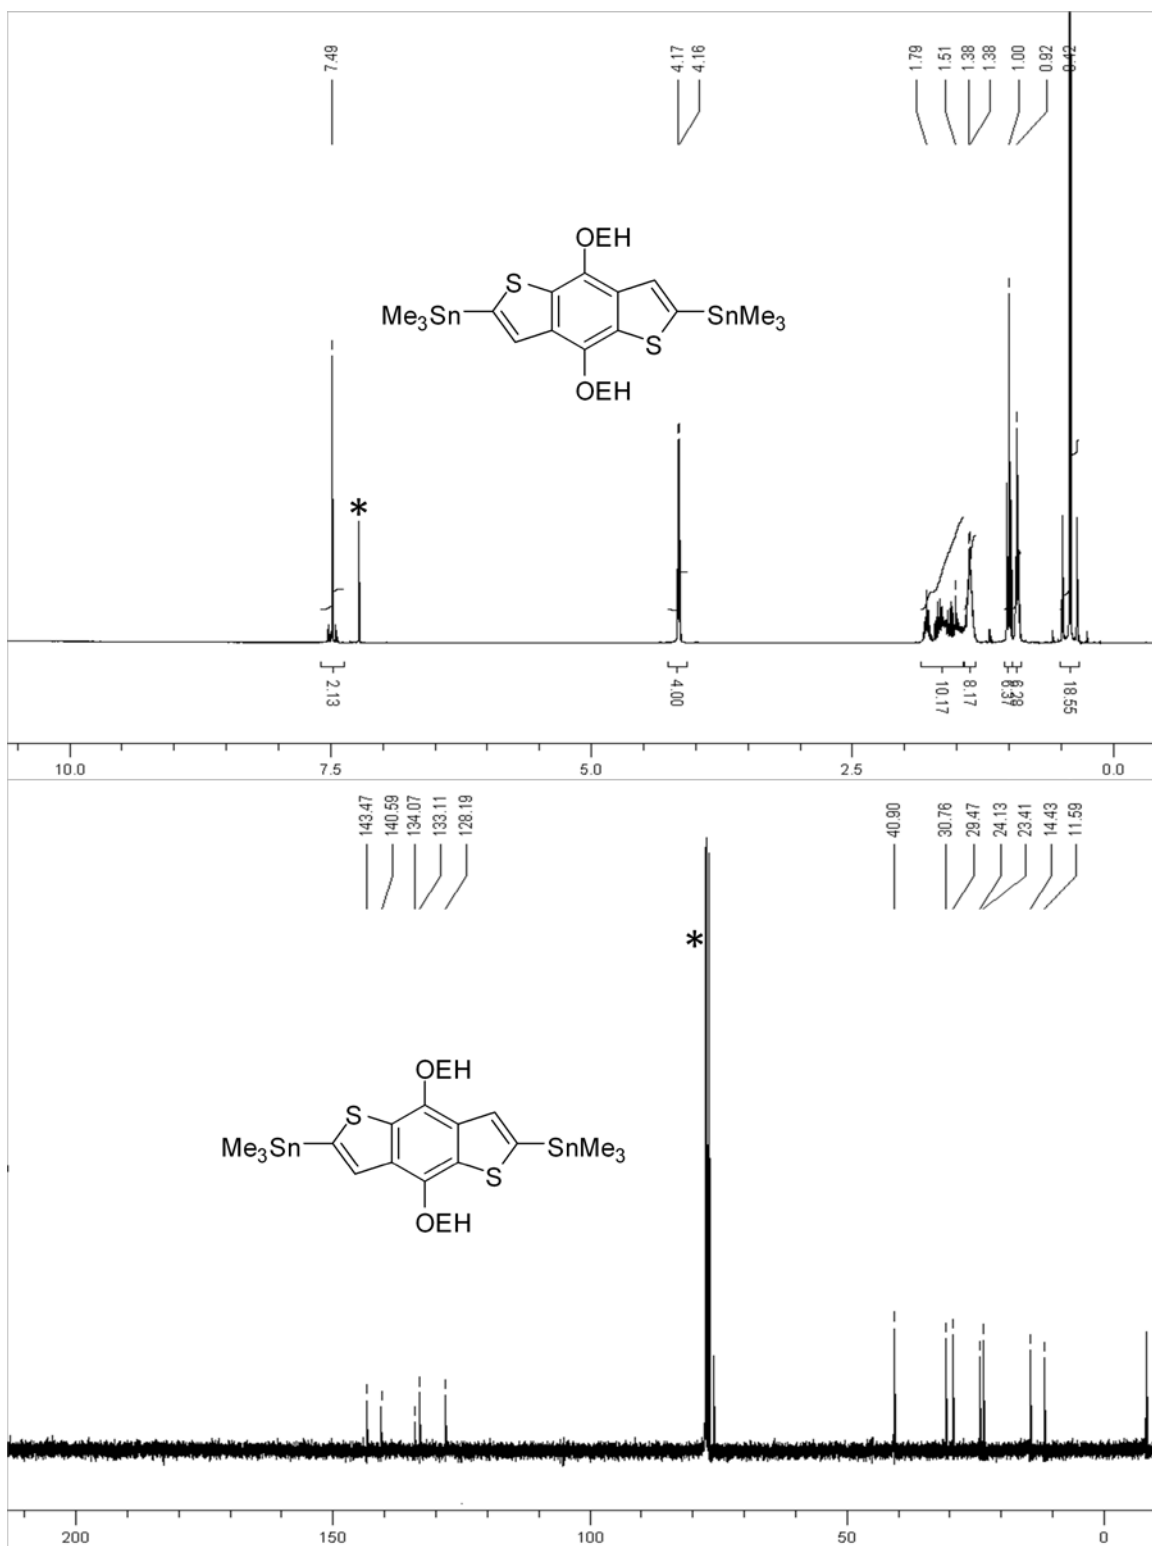 7.49 4.17 4.16 1.79 1.51 1.38 1.38 1.00 0.92 0.42
OEH
S
Me3Sn SnMe3
S
OEH
*
2.13 4.00 10.17 8.17 6.37 6.28 18.55
10.0 7.5 5.0 2.5 0.0
143.47 140.59 134.07 133.11 128.19 40.90 30.76 29.47 24.13 23.41 14.43 11.59
*
OEH
S
Me3Sn SnMe3
S
OEH
200 150 100 50 0